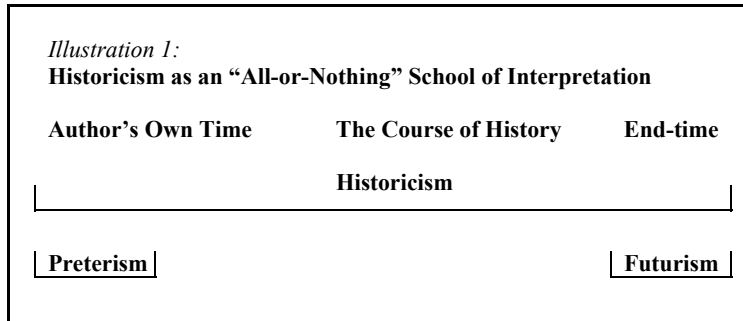 Illustration 1:
Historicism as an “All-or-Nothing” School of Interpretation
Author’s Own Time The Course of History End-time
Historicism
Preterism Futurism